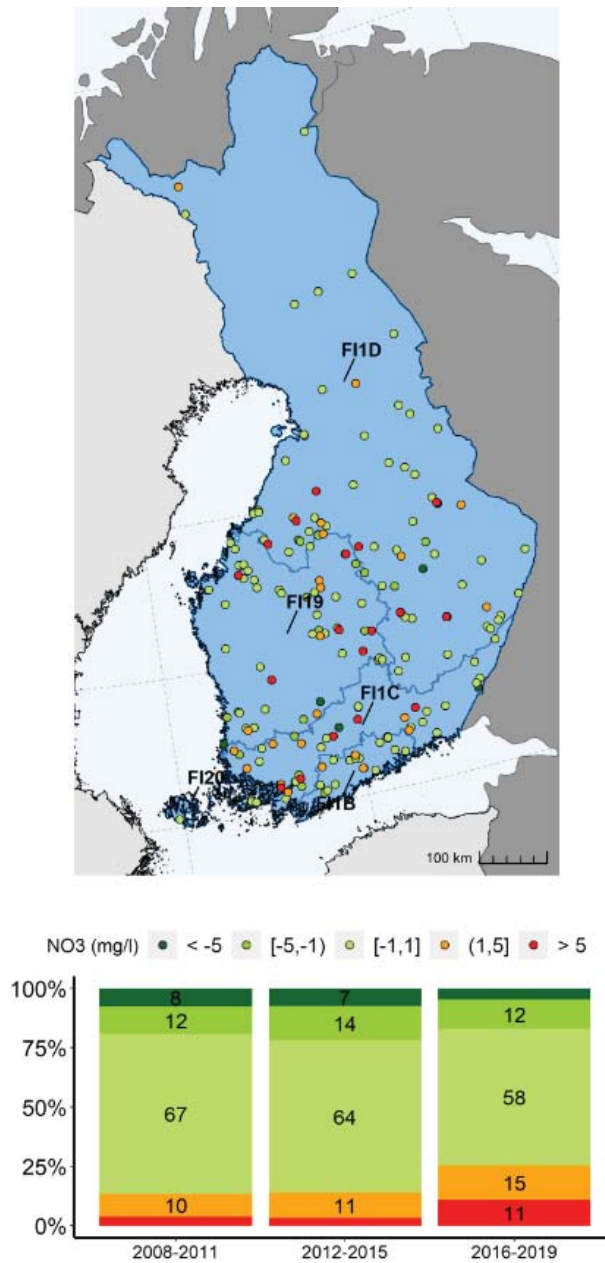 FI1D
FI19
FI1C
FI20
FI1B
100 km
NO3 (mg/l) < -5 [-5,-1) [-1,1] (1,5] > 5
100%
75%
50%
25%
0%
8 7
12 14 12
67 64 58
10 11 15
11
2008-2011 2012-2015 2016-2019